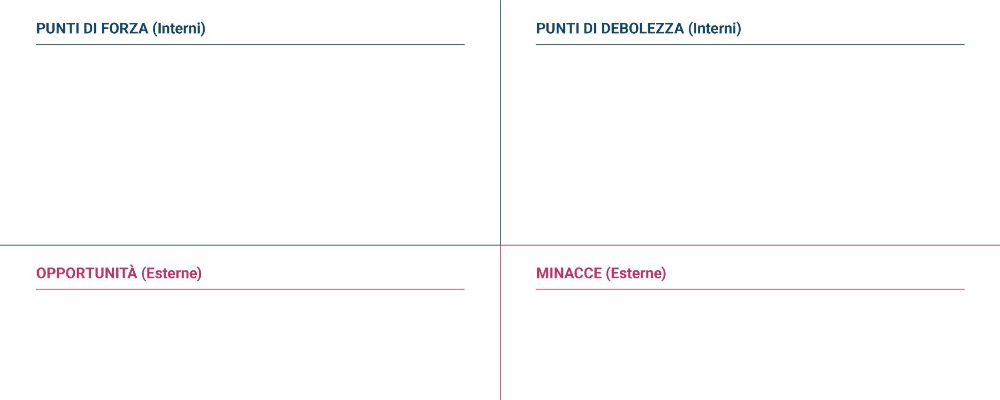 PUNTI DI FORZA (Interni)
PUNTI DI DEBOLEZZA (Interni)
OPPORTUNITÀ (Esterne)
MINACCE (Esterne)